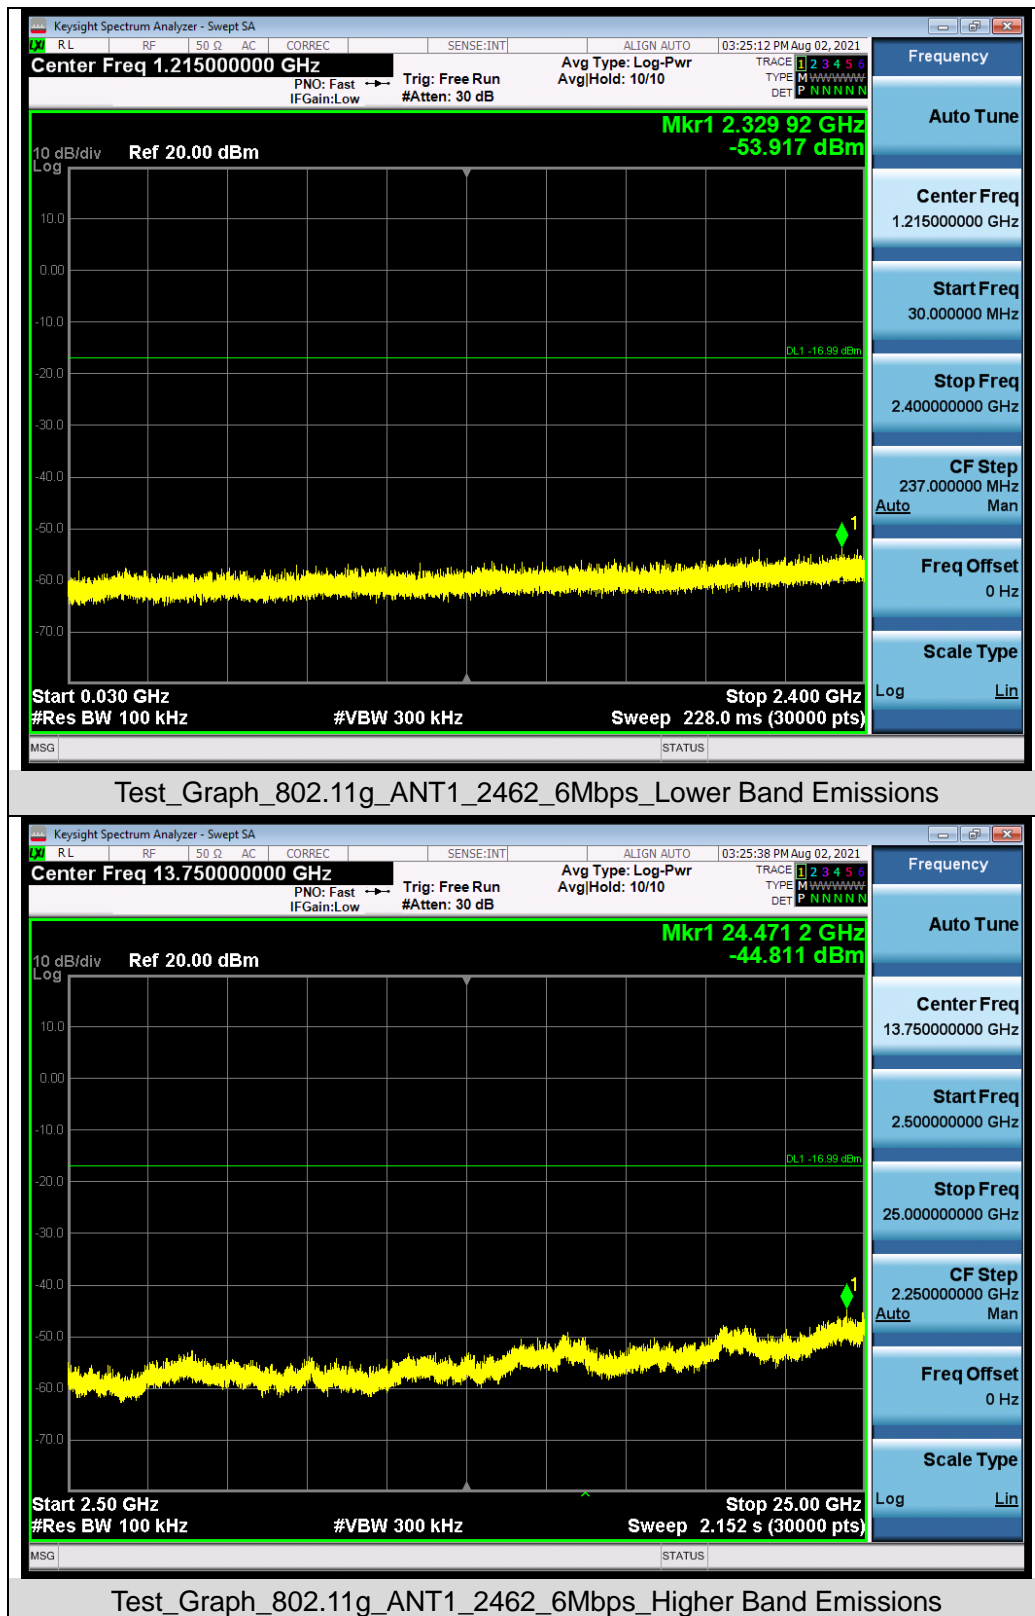 Keysight Spectrum Analyzer - Swept SA
LXI RL RF 50 Ω AC CORREC SENSE:INT ALIGN AUTO 03:25:12 PM Aug 02, 2021
Center Freq 1.215000000 GHz
PNO: Fast
IFGain:Low
Trig: Free Run
#Atten: 30 dB
Avg Type: Log-Pwr
Avg|Hold: 10/10
TRACE 1 2 3 4 5 6
TYPE M W W W W W
DET P N N N N N
Mkr1 2.329 92 GHz
-53.917 dBm
10 dB/div Ref 20.00 dBm
Log
10.0
0.00
-10.0
DL1 -16.99 dBm
-20.0
-30.0
-40.0
-50.0
1
-60.0
-70.0
Start 0.030 GHz Stop 2.400 GHz
#Res BW 100 kHz #VBW 300 kHz Sweep 228.0 ms (30000 pts)
MSG STATUS
Frequency
Auto Tune
Center Freq
1.215000000 GHz
Start Freq
30.000000 MHz
Stop Freq
2.400000000 GHz
CF Step
237.000000 MHz
Auto Man
Freq Offset
0 Hz
Scale Type
Log Lin
Test_Graph_802.11g_ANT1_2462_6Mbps_Lower Band Emissions
Keysight Spectrum Analyzer - Swept SA
LXI RL RF 50 Ω AC CORREC SENSE:INT ALIGN AUTO 03:25:38 PM Aug 02, 2021
Center Freq 13.750000000 GHz
PNO: Fast
IFGain:Low
Trig: Free Run
#Atten: 30 dB
Avg Type: Log-Pwr
Avg|Hold: 10/10
TRACE 1 2 3 4 5 6
TYPE M W W W W W
DET P N N N N N
Mkr1 24.471 2 GHz
-44.811 dBm
10 dB/div Ref 20.00 dBm
Log
10.0
0.00
-10.0
DL1 -16.99 dBm
-20.0
-30.0
-40.0
1
-50.0
-60.0
-70.0
Start 2.50 GHz Stop 25.00 GHz
#Res BW 100 kHz #VBW 300 kHz Sweep 2.152 s (30000 pts)
MSG STATUS
Frequency
Auto Tune
Center Freq
13.750000000 GHz
Start Freq
2.500000000 GHz
Stop Freq
25.000000000 GHz
CF Step
2.250000000 GHz
Auto Man
Freq Offset
0 Hz
Scale Type
Log Lin
Test_Graph_802.11g_ANT1_2462_6Mbps_Higher Band Emissions